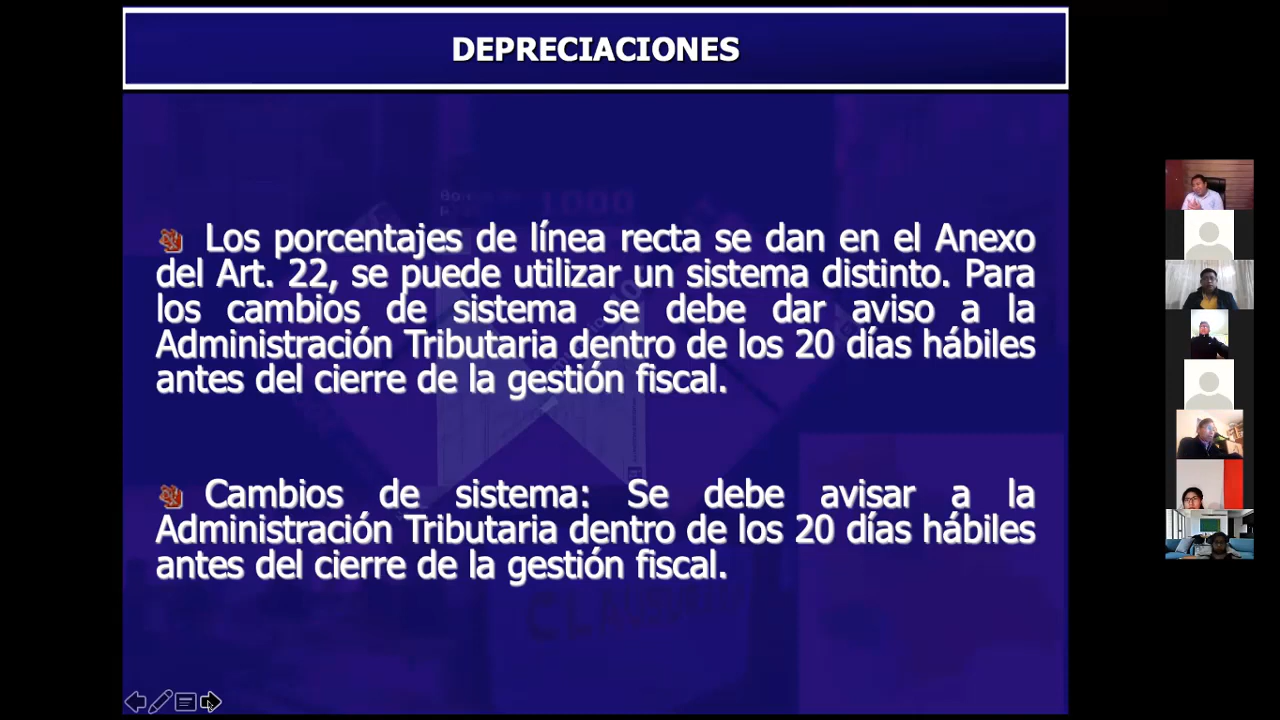 DEPRECIACIONES
Los porcentajes de línea recta se dan en el Anexo
del Art. 22, se puede utilizar un sistema distinto. Para
los cambios de sistema se debe dar aviso a la
Administración Tributaria dentro de los 20 días hábiles
antes del cierre de la gestión fiscal.
Cambios de sistema: Se debe avisar a la
Administración Tributaria dentro de los 20 días hábiles
antes del cierre de la gestión fiscal.